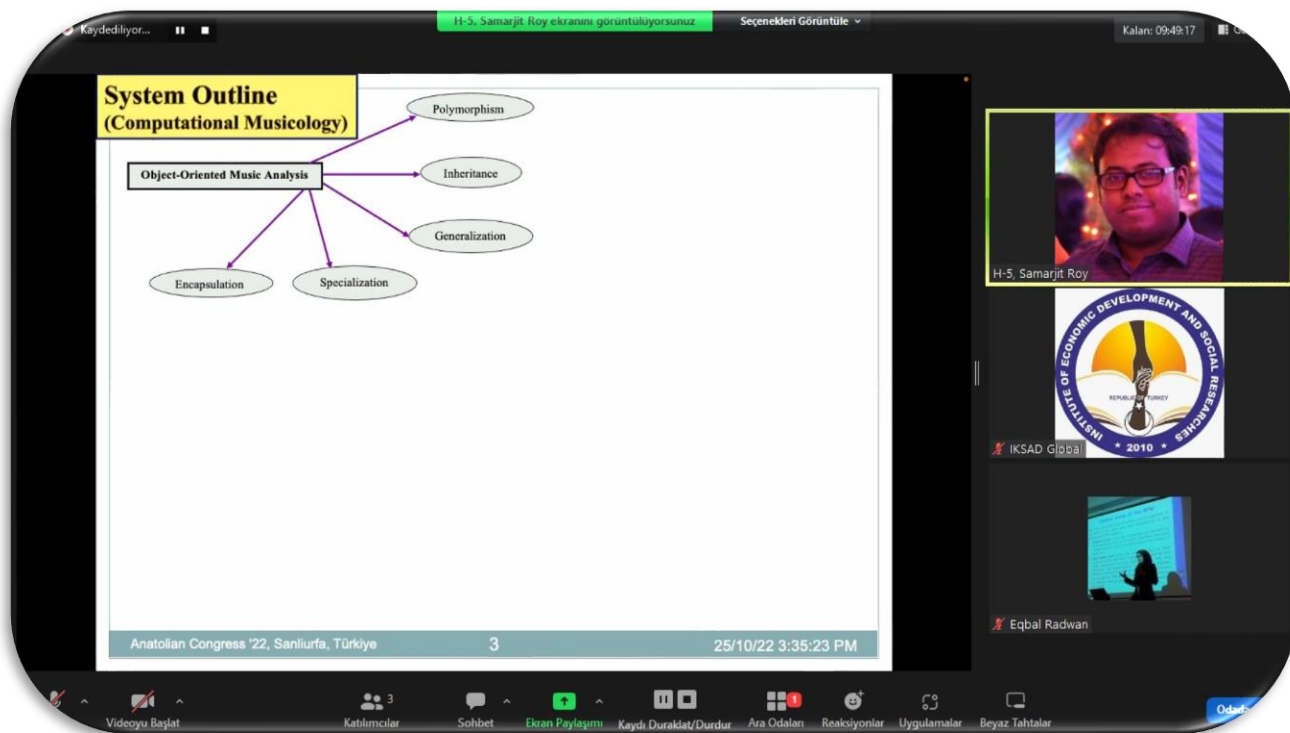 Kaydediliyor...
H-5, Samarjit Roy ekranını görüntülüyorsunuz
Seçenekleri Görüntüle
Kalan: 09:49:17
System Outline
(Computational Musicology)
Polymorphism
Object-Oriented Music Analysis
Inheritance
Generalization
Encapsulation
Specialization
Anatolian Congress '22, Sanliurfa, Türkiye
3
25/10/22 3:35:23 PM
H-5, Samarjit Roy
INSTITUTE OF ECONOMIC DEVELOPMENT AND SOCIAL RESEARCHES
REPUBLIC OF TURKEY
* 2010 *
IKSAD Global
Eqbal Radwan
Videoyu Başlat
Katılımcılar
3
Sohbet
Ekran Paylaşımı
Kaydı Duraklat/Durdur
Ara Odaları
1
Reaksiyonlar
Uygulamalar
Beyaz Tahtalar